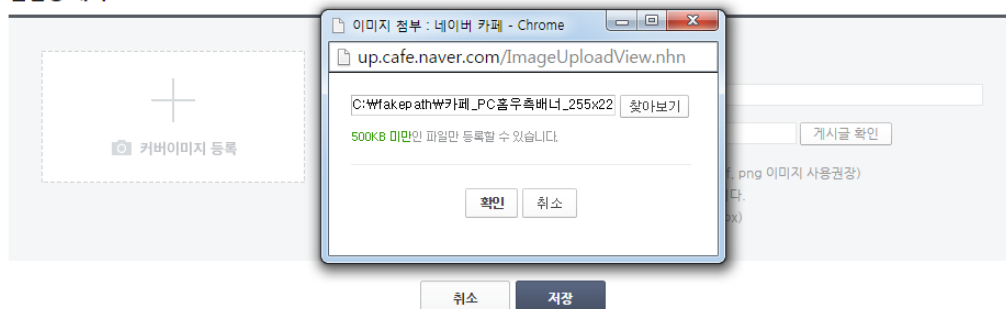 이미지 첨부 : 네이버 카페 - Chrome
up.cafe.naver.com/ImageUploadView.nhn
C:₩fakepath₩카페_PC홈우측배너_255x22
찾아보기
500KB 미만인 파일만 등록할 수 있습니다.
커버이미지 등록
게시글 확인
png 이미지 사용권장)
확인
취소
취소
저장